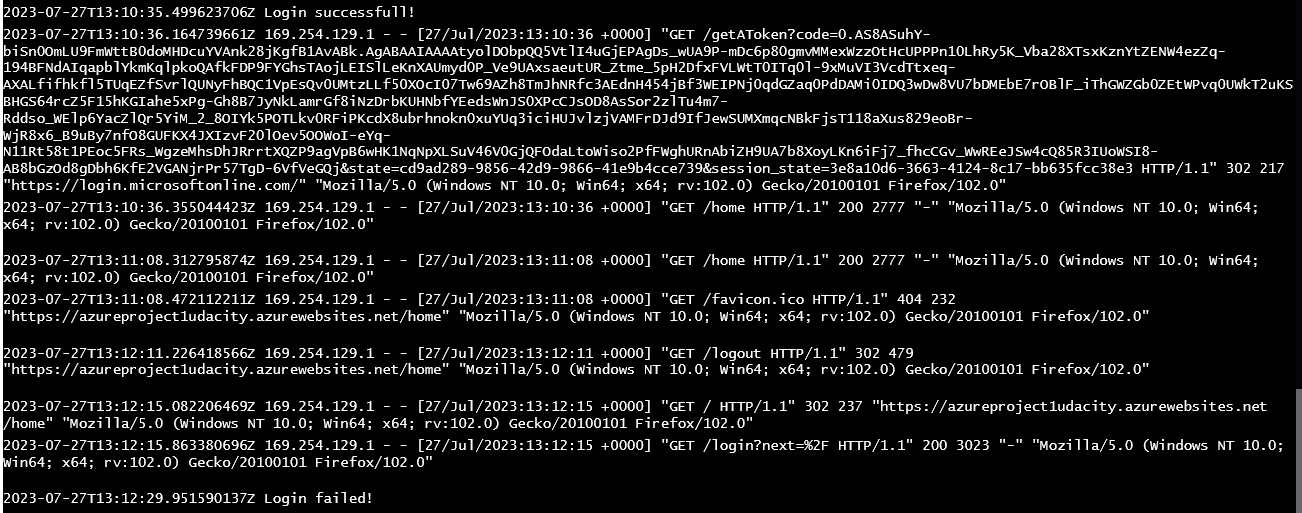 2023-07-27T13:10:35.499623706Z Login successfull!
2023-07-27T13:10:36.164739661Z 169.254.129.1 - - [27/Jul/2023:13:10:36 +0000] "GET /getAToken?code=0.AS8ASuhY-
biSnOOmLU9FmWttB0doMHDcuYVAnk28jKgfB1AvABk.AgABAAIAAAAtyolDObpQQ5VtlI4uGjEPAgDs_wUA9P-mDc6p80gmvMMexWzzOtHcUPPPn10LhRy5K_Vba28XTsxKznYtZENW4ezZq-
194BFNdAIqapblYkmKqlpkoQAfkFDP9FYGhsTAojLEISlLeKnXAUmyd0P_Ve9UAxsaeutUR_Ztme_5pH2DfxFVLWtTOITq0l-9xMuVI3VcdTtxeq-
AXALfifhkfl5TUqEZfSvrlQUNyFhBQC1VpEsQv0UMtzLLf5OXOcI07Tw69AZh8TmJhNRfc3AEdnH454jBf3WEIPNj0qdGZaq0PdDAMi0IDQ3wDw8VU7bDMEbE7rOBlF_iThGWZGb0ZEtWPvq0UWkT2uKS
BHGS64rcZ5F15hKGIahe5xPg-Gh8B7JyNkLamrGf8iNzDrbKUHNbfYEedsWnJSOXPcCJsOD8AsSor2zlTu4m7-
Rddso_WElp6YacZlQr5YiM_2_8OIYk5POTLkv0RFiPKcdX8ubrhnokn0xuYUq3iciHUJvlzjVAMFrDJd9IfJewSUMXmqcNBkFjsT118aXus829eoBr-
WjR8x6_B9uBy7nfO8GUFKX4JXIzvF20lOev5OOWoI-eYq-
N11Rt58t1PEoc5FRs_WgzeMhsDhJRrrtXQZP9agVpB6wHK1NqNpXLSuV46V0GjQFOdaLtoWiso2PfFWghURnAbiZH9UA7b8XoyLKn6iFj7_fhcCGv_WwREeJSw4cQ85R3IUoWSI8-
AB8bGzOd8gDbh6KfE2VGANjrPr57TgD-6VfVeGQj&state=cd9ad289-9856-42d9-9866-41e9b4cce739&session_state=3e8a10d6-3663-4124-8c17-bb635fcc38e3 HTTP/1.1" 302 217
"https://login.microsoftonline.com/" "Mozilla/5.0 (Windows NT 10.0; Win64; x64; rv:102.0) Gecko/20100101 Firefox/102.0"
2023-07-27T13:10:36.355044423Z 169.254.129.1 - - [27/Jul/2023:13:10:36 +0000] "GET /home HTTP/1.1" 200 2777 "-" "Mozilla/5.0 (Windows NT 10.0; Win64;
x64; rv:102.0) Gecko/20100101 Firefox/102.0"
2023-07-27T13:11:08.312795874Z 169.254.129.1 - - [27/Jul/2023:13:11:08 +0000] "GET /home HTTP/1.1" 200 2777 "-" "Mozilla/5.0 (Windows NT 10.0; Win64;
x64; rv:102.0) Gecko/20100101 Firefox/102.0"
2023-07-27T13:11:08.472112211Z 169.254.129.1 - - [27/Jul/2023:13:11:08 +0000] "GET /favicon.ico HTTP/1.1" 404 232
"https://azureproject1udacity.azurewebsites.net/home" "Mozilla/5.0 (Windows NT 10.0; Win64; x64; rv:102.0) Gecko/20100101 Firefox/102.0"
2023-07-27T13:12:11.226418566Z 169.254.129.1 - - [27/Jul/2023:13:12:11 +0000] "GET /logout HTTP/1.1" 302 479
"https://azureproject1udacity.azurewebsites.net/home" "Mozilla/5.0 (Windows NT 10.0; Win64; x64; rv:102.0) Gecko/20100101 Firefox/102.0"
2023-07-27T13:12:15.082206469Z 169.254.129.1 - - [27/Jul/2023:13:12:15 +0000] "GET / HTTP/1.1" 302 237 "https://azureproject1udacity.azurewebsites.net
/home" "Mozilla/5.0 (Windows NT 10.0; Win64; x64; rv:102.0) Gecko/20100101 Firefox/102.0"
2023-07-27T13:12:15.863380696Z 169.254.129.1 - - [27/Jul/2023:13:12:15 +0000] "GET /login?next=%2F HTTP/1.1" 200 3023 "-" "Mozilla/5.0 (Windows NT 10.0;
Win64; x64; rv:102.0) Gecko/20100101 Firefox/102.0"
2023-07-27T13:12:29.951590137Z Login failed!